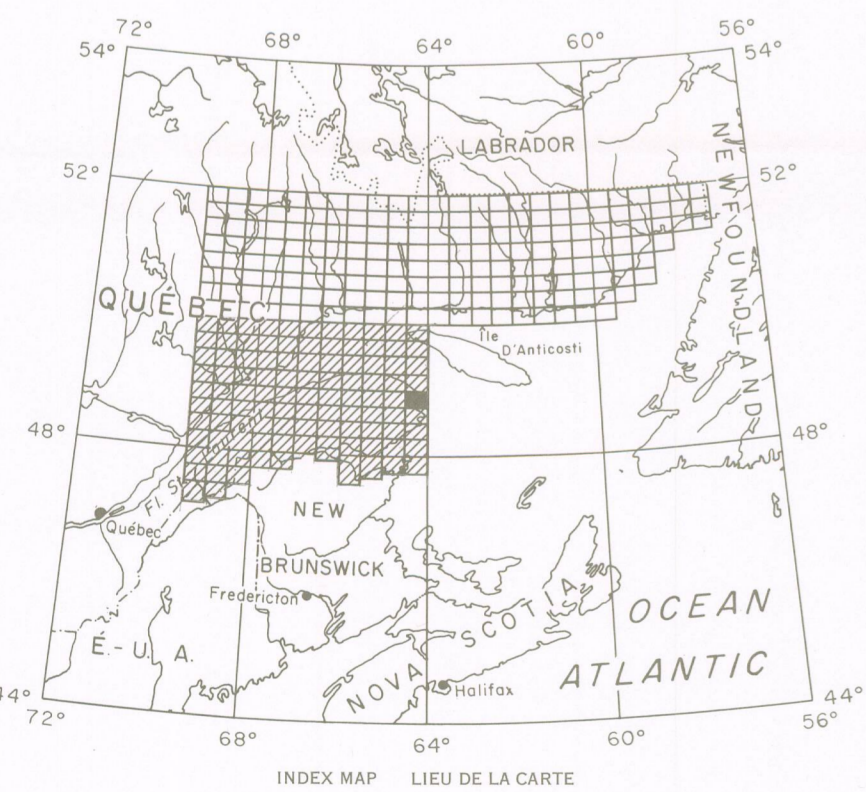 72° 68° 64° 60° 56°
54° 54°
LABRADOR
52° 52°
NEWFOUNDLAND
QUÉBEC
Île
D'Anticosti
48° 48°
Fl. St Laurent
Québec
NEW
BRUNSWICK
Fredericton
É.-U. A.
NOVA SCOTIA
Halifax
OCEAN
ATLANTIC
44° 44°
72° 68° 64° 60° 56°
INDEX MAP LIEU DE LA CARTE